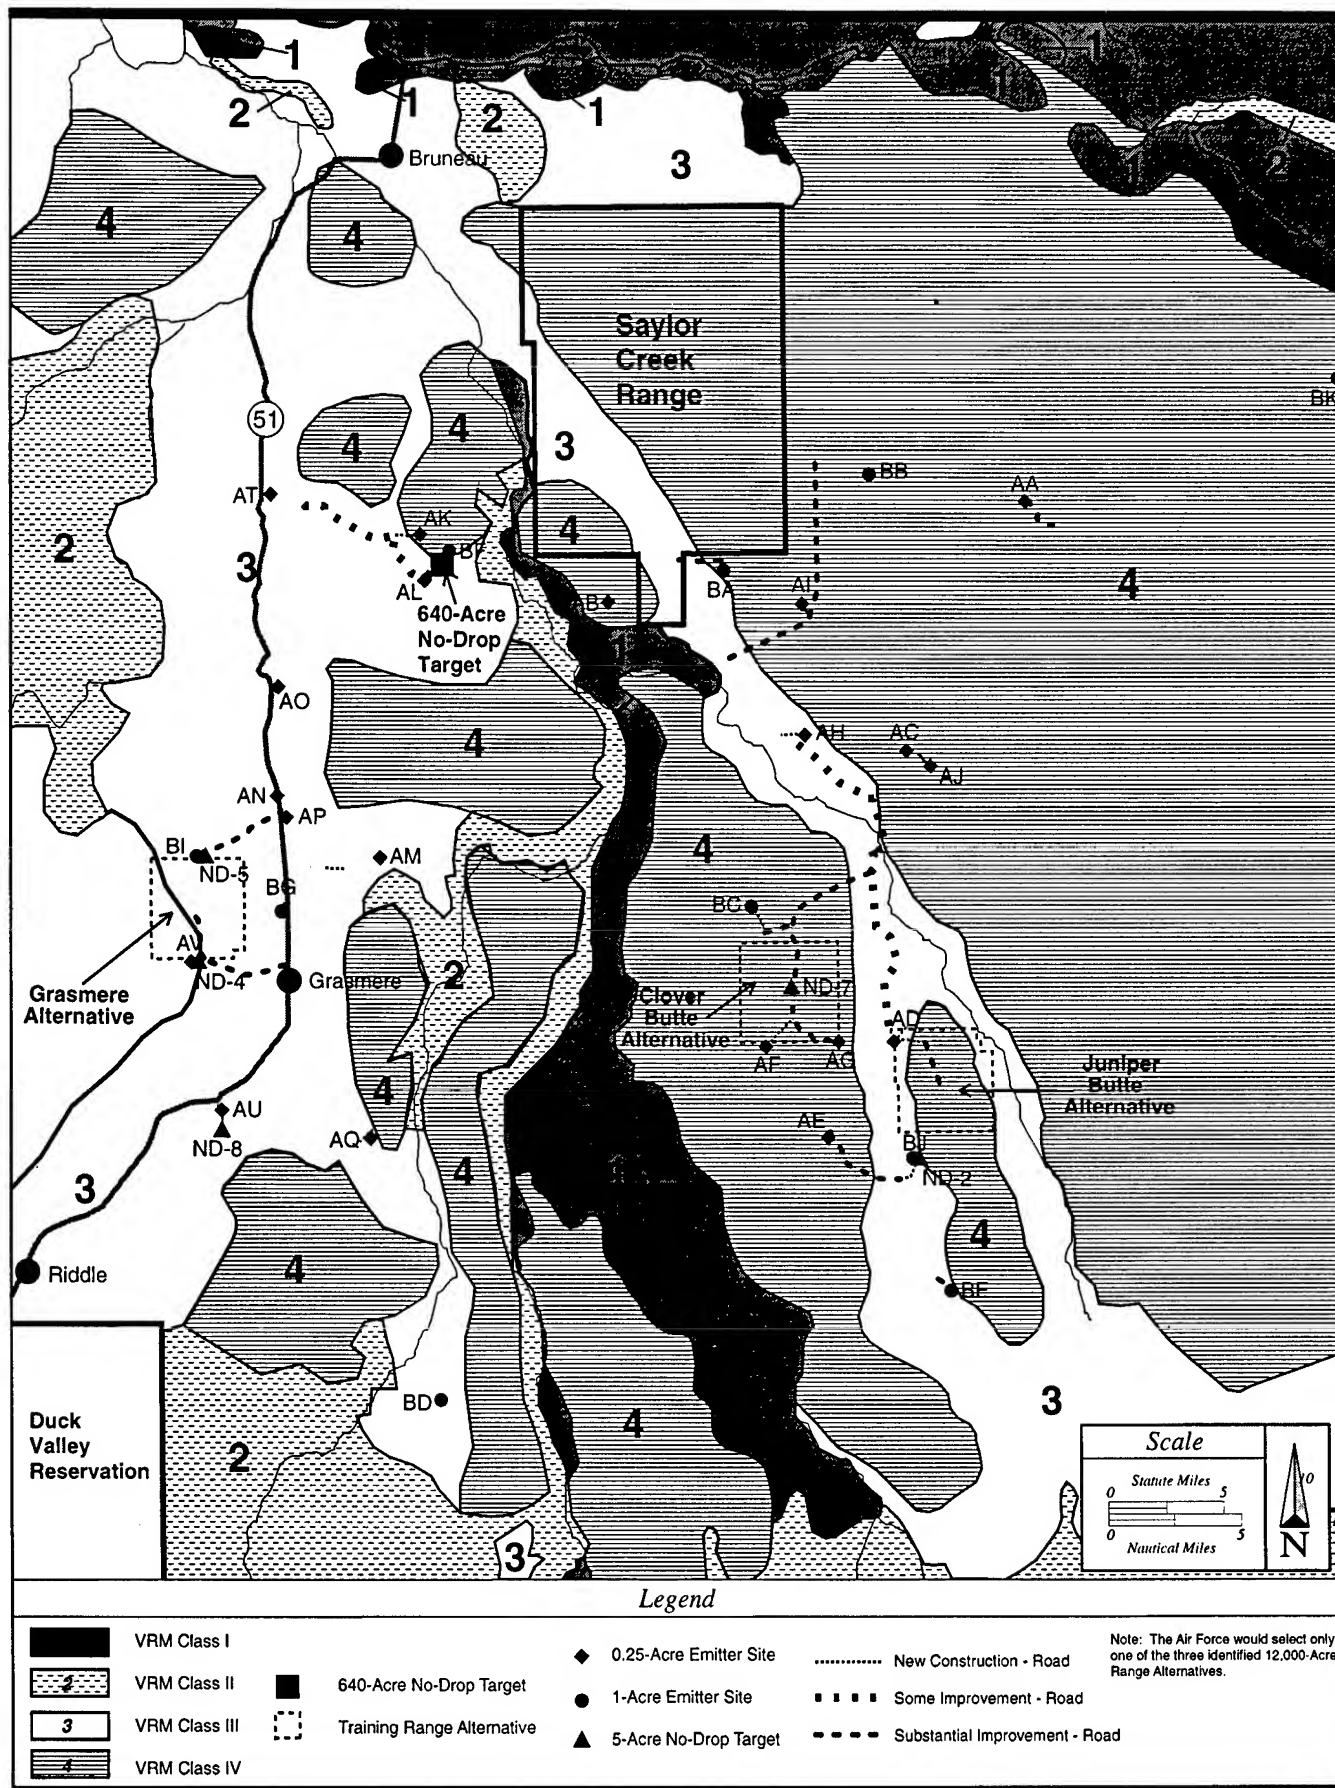 1
1
2
1
2
1
1
1
2
3
Bruneau
4
4
Saylor
Creek
Range
BK
51
4
4
3
BB
AA
AT
AK
4
2
3
BF
BA
AI
4
AL
B
640-Acre
No-Drop
Target
1
AO
4
AH
AC
AJ
AN
AP
4
BI
AM
ND-5
BG
BC
AV
ND-4
Grasmere
2
ND-7
Grasmere
Alternative
Clover
Butte
Alternative
AD
AF
AG
Juniper
Butte
Alternative
4
AU
AE
ND-8
AQ
BJ
ND-2
3
4
4
4
Riddle
BE
BD
3
4
Duck
Valley
Reservation
2
3
Scale
Statute Miles
0 5
0 5
Nautical Miles
10
N
Legend
VRM Class I
2 VRM Class II
3 VRM Class III
4 VRM Class IV
640-Acre No-Drop Target
Training Range Alternative
0.25-Acre Emitter Site
1-Acre Emitter Site
5-Acre No-Drop Target
New Construction - Road
Some Improvement - Road
Substantial Improvement - Road
Note: The Air Force would select only
one of the three identified 12,000-Acre
Range Alternatives.